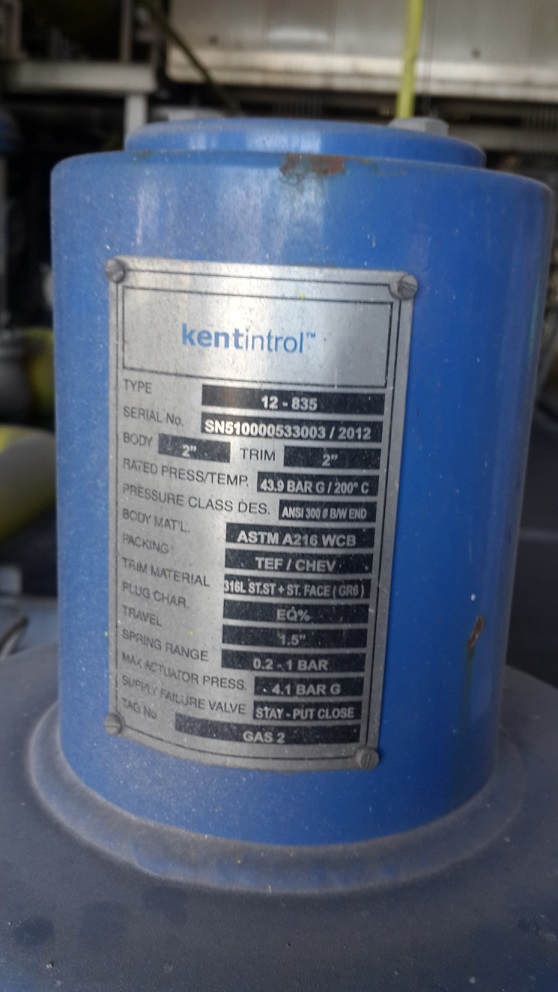 kentintrol™
TYPE 12 - 835
SERIAL No. SN510000533003 / 2012
BODY 2" TRIM 2"
RATED PRESS/TEMP. 43.9 BAR G / 200° C
PRESSURE CLASS DES. ANSI 300 # B/W END
BODY MAT'L. ASTM A216 WCB
PACKING TEF / CHEV
TRIM MATERIAL 316L ST.ST + ST. FACE ( GR6 )
PLUG CHAR. EQ%
TRAVEL 1.5"
SPRING RANGE 0.2 - 1 BAR
MAX ACTUATOR PRESS. 4.1 BAR G
SUPPLY FAILURE VALVE STAY - PUT CLOSE
TAG No GAS 2